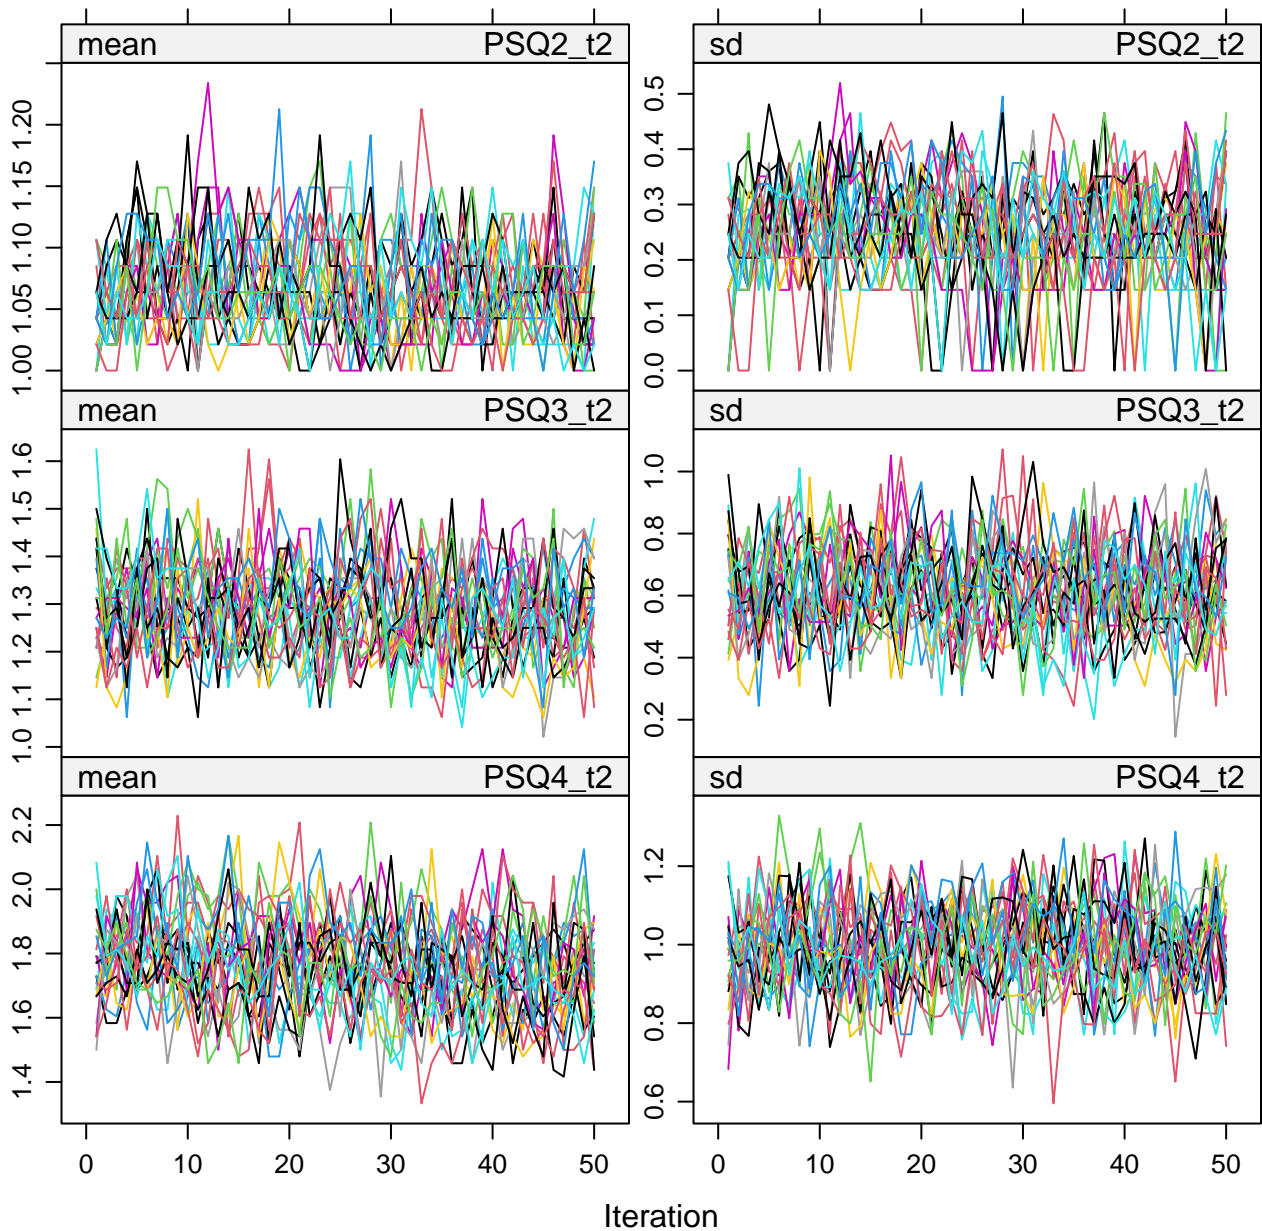 mean PSQ2_t2 sd PSQ2_t2
1.00 1.05 1.10 1.15 1.20
0.0 0.1 0.2 0.3 0.4 0.5
mean PSQ3_t2 sd PSQ3_t2
1.0 1.1 1.2 1.3 1.4 1.5 1.6
0.2 0.4 0.6 0.8 1.0
mean PSQ4_t2 sd PSQ4_t2
1.4 1.6 1.8 2.0 2.2
0.6 0.8 1.0 1.2
0 10 20 30 40 50 0 10 20 30 40 50
Iteration